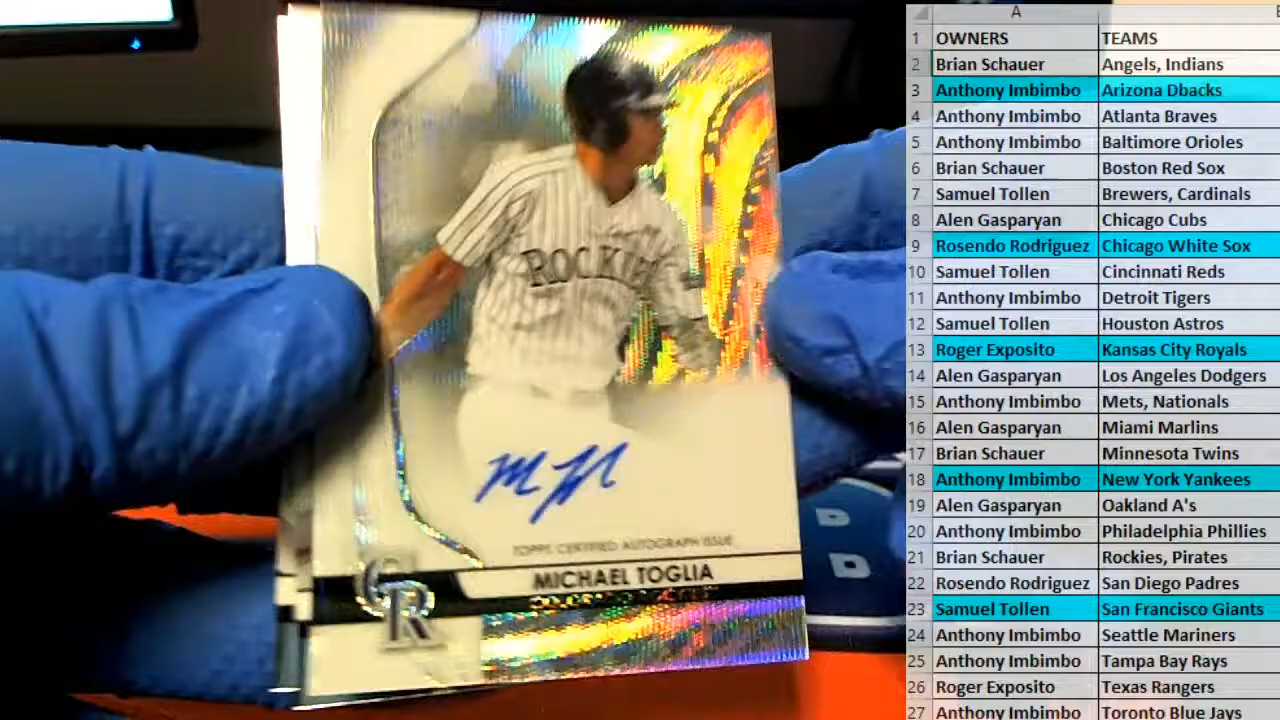 ROCKIE
TOPPS CERTIFIED AUTOGRAPH ISSUE
MICHAEL TOGLIA
CR
A
1 OWNERS TEAMS
2 Brian Schauer Angels, Indians
3 Anthony Imbimbo Arizona Dbacks
4 Anthony Imbimbo Atlanta Braves
5 Anthony Imbimbo Baltimore Orioles
6 Brian Schauer Boston Red Sox
7 Samuel Tollen Brewers, Cardinals
8 Alen Gasparyan Chicago Cubs
9 Rosendo Rodriguez Chicago White Sox
10 Samuel Tollen Cincinnati Reds
11 Anthony Imbimbo Detroit Tigers
12 Samuel Tollen Houston Astros
13 Roger Exposito Kansas City Royals
14 Alen Gasparyan Los Angeles Dodgers
15 Anthony Imbimbo Mets, Nationals
16 Alen Gasparyan Miami Marlins
17 Brian Schauer Minnesota Twins
18 Anthony Imbimbo New York Yankees
19 Alen Gasparyan Oakland A's
20 Anthony Imbimbo Philadelphia Phillies
21 Brian Schauer Rockies, Pirates
22 Rosendo Rodriguez San Diego Padres
23 Samuel Tollen San Francisco Giants
24 Anthony Imbimbo Seattle Mariners
25 Anthony Imbimbo Tampa Bay Rays
26 Roger Exposito Texas Rangers
27 Anthony Imbimbo Toronto Blue Jays